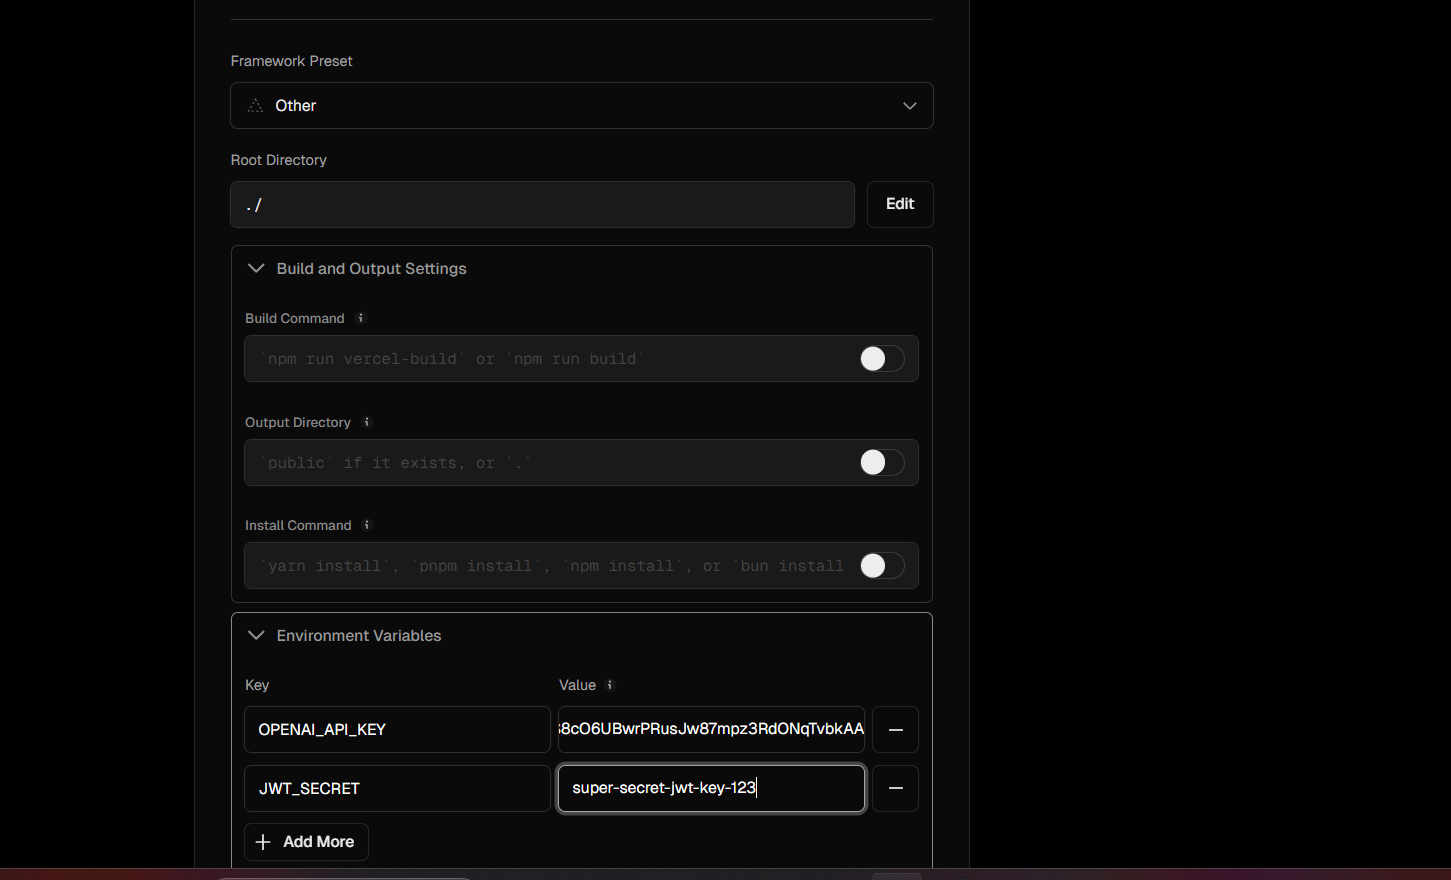 Framework Preset
Other
Root Directory
./
Edit
Build and Output Settings
Build Command
`npm run vercel-build` or `npm run build`
Output Directory
`public` if it exists, or `.`
Install Command
`yarn install`, `pnpm install`, `npm install`, or `bun install
Environment Variables
Key
Value
OPENAI_API_KEY
8cO6UBwrPRusJw87mpz3RdONqTvbkAA
JWT_SECRET
super-secret-jwt-key-123
Add More